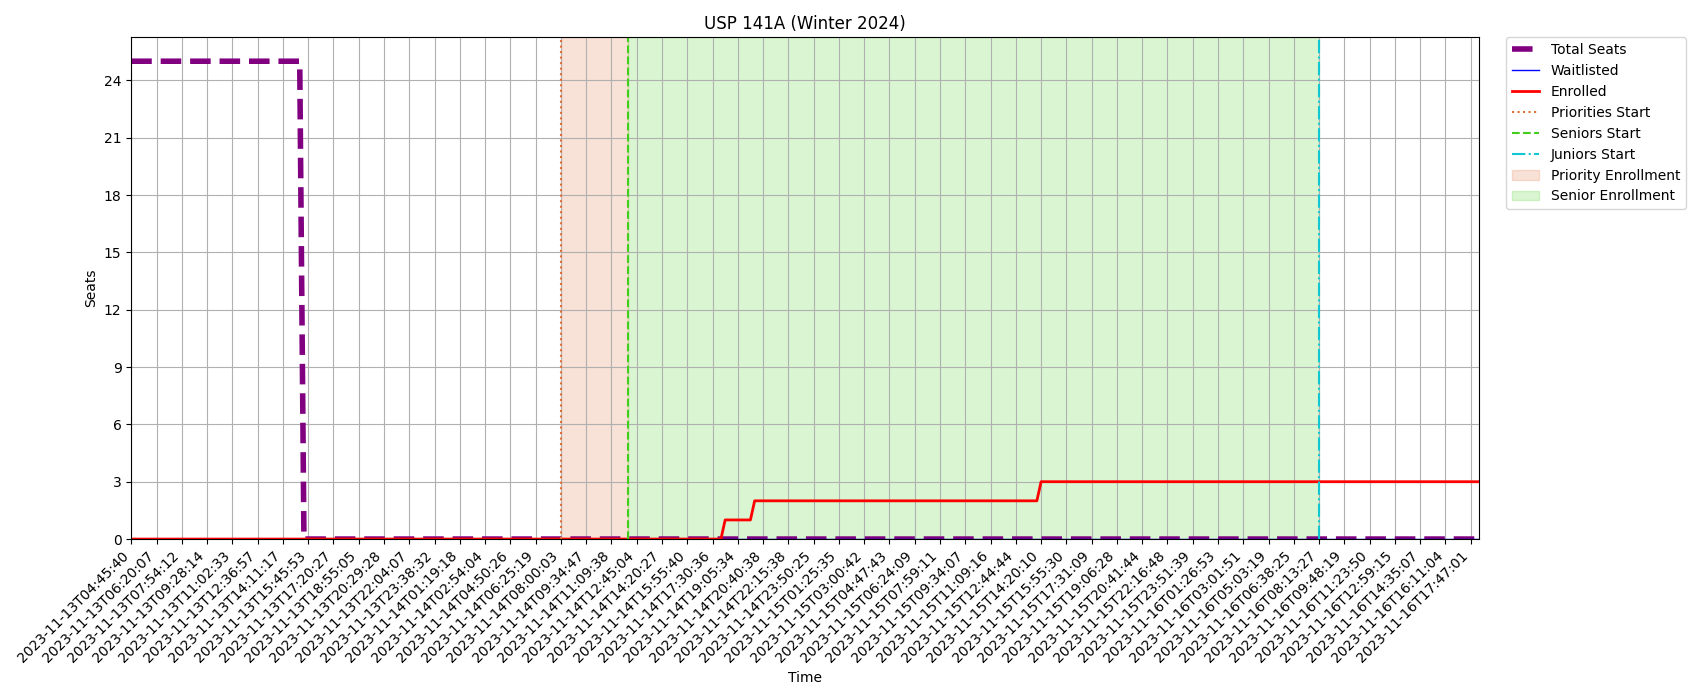 USP 141A (Winter 2024)
Total Seats
Waitlisted
Enrolled
Priorities Start
Seniors Start
Juniors Start
Priority Enrollment
Senior Enrollment
Seats
24
21
18
15
12
9
6
3
0
2023-11-13T04:45:40
2023-11-13T06:20:07
2023-11-13T07:54:12
2023-11-13T09:28:14
2023-11-13T11:02:33
2023-11-13T12:36:57
2023-11-13T14:11:17
2023-11-13T15:45:53
2023-11-13T17:20:27
2023-11-13T18:55:05
2023-11-13T20:29:28
2023-11-13T22:04:07
2023-11-13T23:38:32
2023-11-14T01:19:18
2023-11-14T02:54:04
2023-11-14T04:50:26
2023-11-14T06:25:19
2023-11-14T08:00:03
2023-11-14T09:34:47
2023-11-14T11:09:38
2023-11-14T12:45:04
2023-11-14T14:20:27
2023-11-14T15:55:40
2023-11-14T17:30:36
2023-11-14T19:05:34
2023-11-14T20:40:38
2023-11-14T22:15:38
2023-11-14T23:50:25
2023-11-15T01:25:35
2023-11-15T03:00:42
2023-11-15T04:47:43
2023-11-15T06:24:09
2023-11-15T07:59:11
2023-11-15T09:34:07
2023-11-15T11:09:16
2023-11-15T12:44:44
2023-11-15T14:20:10
2023-11-15T15:55:30
2023-11-15T17:31:09
2023-11-15T19:06:28
2023-11-15T20:41:44
2023-11-15T22:16:48
2023-11-15T23:51:39
2023-11-16T01:26:53
2023-11-16T03:01:51
2023-11-16T05:03:19
2023-11-16T06:38:25
2023-11-16T08:13:27
2023-11-16T09:48:19
2023-11-16T11:23:50
2023-11-16T12:59:15
2023-11-16T14:35:07
2023-11-16T16:11:04
2023-11-16T17:47:01
Time